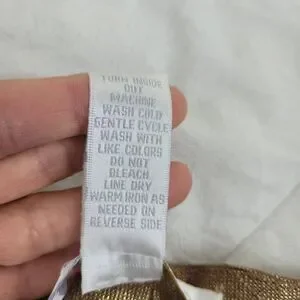 TURN INSIDE
OUT
MACHINE
WASH COLD
GENTLE CYCLE
WASH WITH
LIKE COLORS
DO NOT
BLEACH
LINE DRY
WARM IRON AS
NEEDED ON
REVERSE SIDE